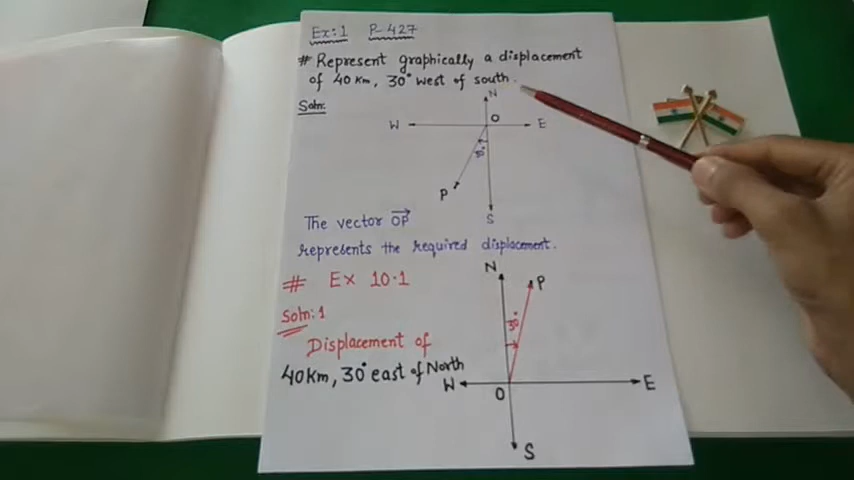 Ex:1 P-427
# Represent graphically a displacement
of 40 km, 30° west of south.
Soln:
N
W O E
30°
P
S
The vector OP→
represents the required displacement.
# Ex 10.1
Soln:1
N P
30°
Displacement of
40km, 30° east of North
W O E
S